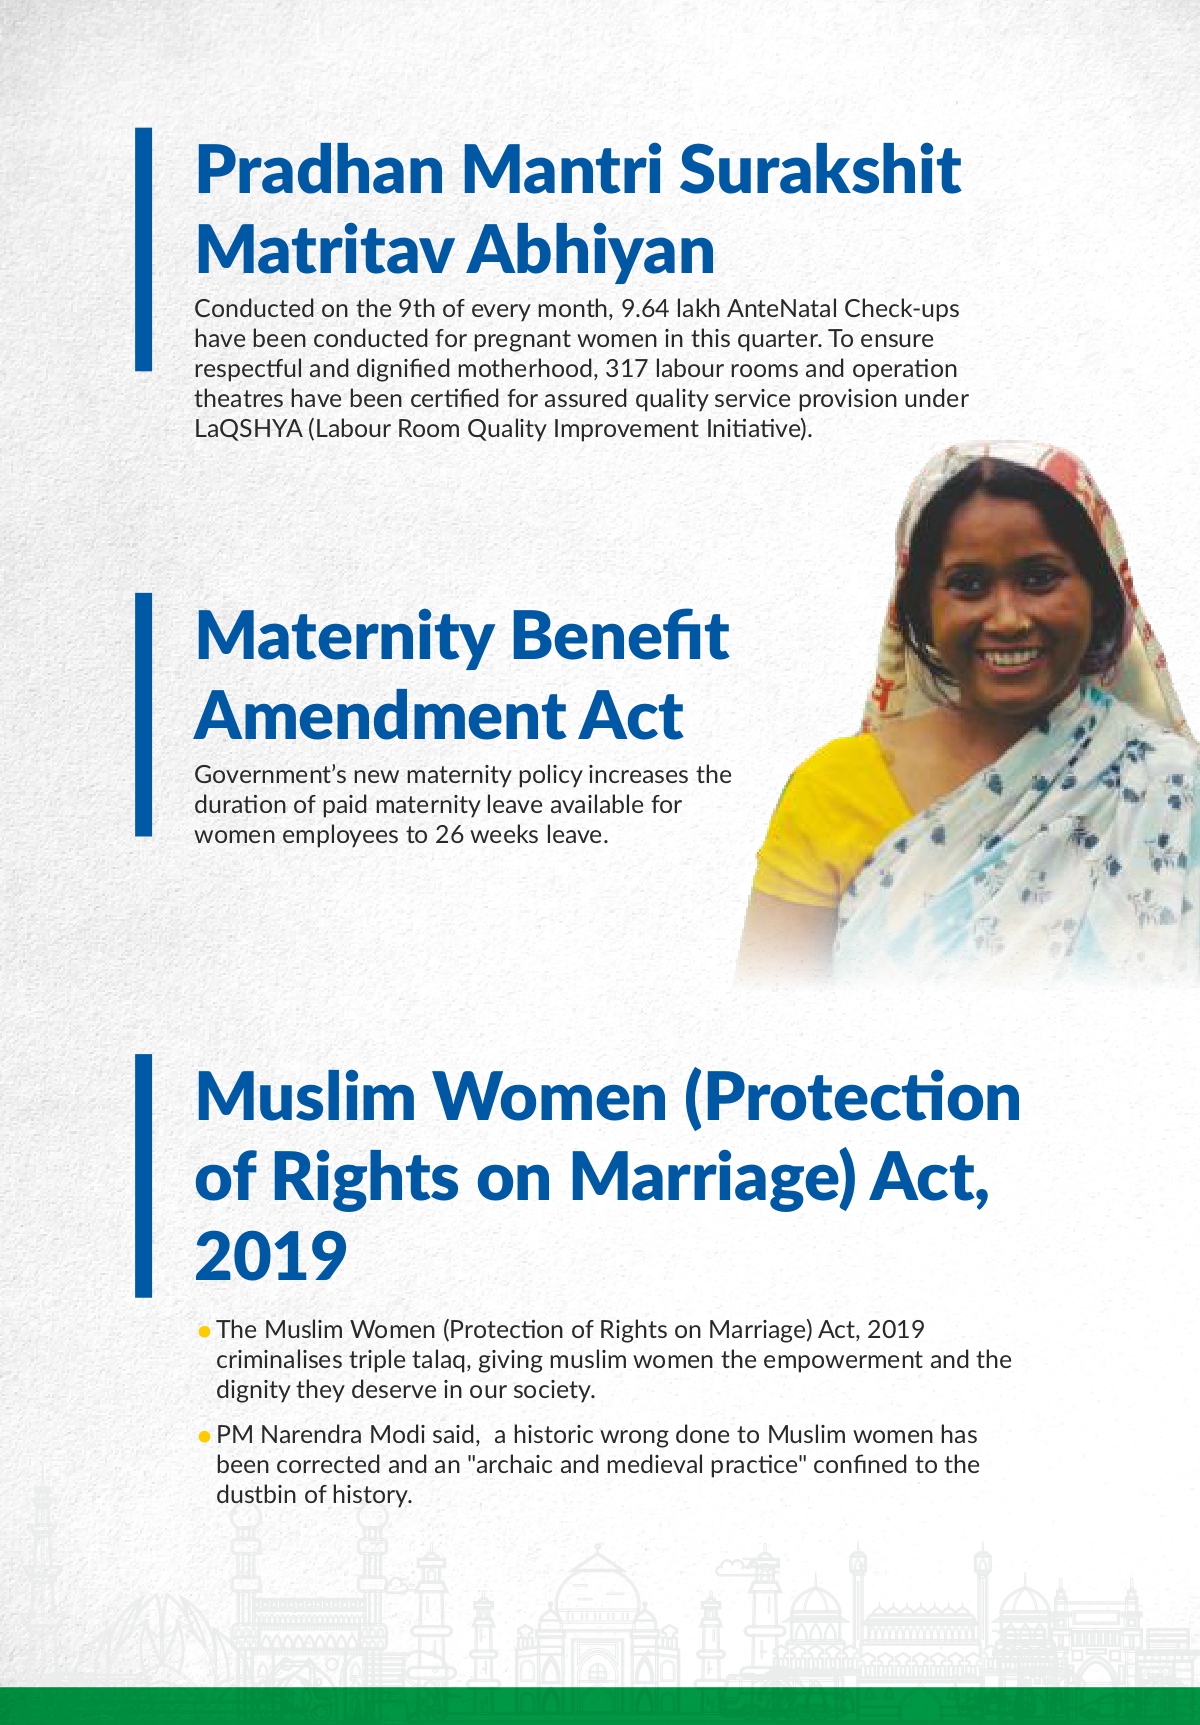 Pradhan Mantri Surakshit
Matritav Abhiyan
Conducted on the 9th of every month, 9.64 lakh AnteNatal Check-ups
have been conducted for pregnant women in this quarter. To ensure
respectful and dignified motherhood, 317 labour rooms and operation
theatres have been certified for assured quality service provision under
LaQSHYA (Labour Room Quality Improvement Initiative).
Maternity Benefit
Amendment Act
Government’s new maternity policy increases the
duration of paid maternity leave available for
women employees to 26 weeks leave.
Muslim Women (Protection
of Rights on Marriage) Act,
2019
The Muslim Women (Protection of Rights on Marriage) Act, 2019
criminalises triple talaq, giving muslim women the empowerment and the
dignity they deserve in our society.
PM Narendra Modi said,  a historic wrong done to Muslim women has
been corrected and an "archaic and medieval practice" confined to the
dustbin of history.